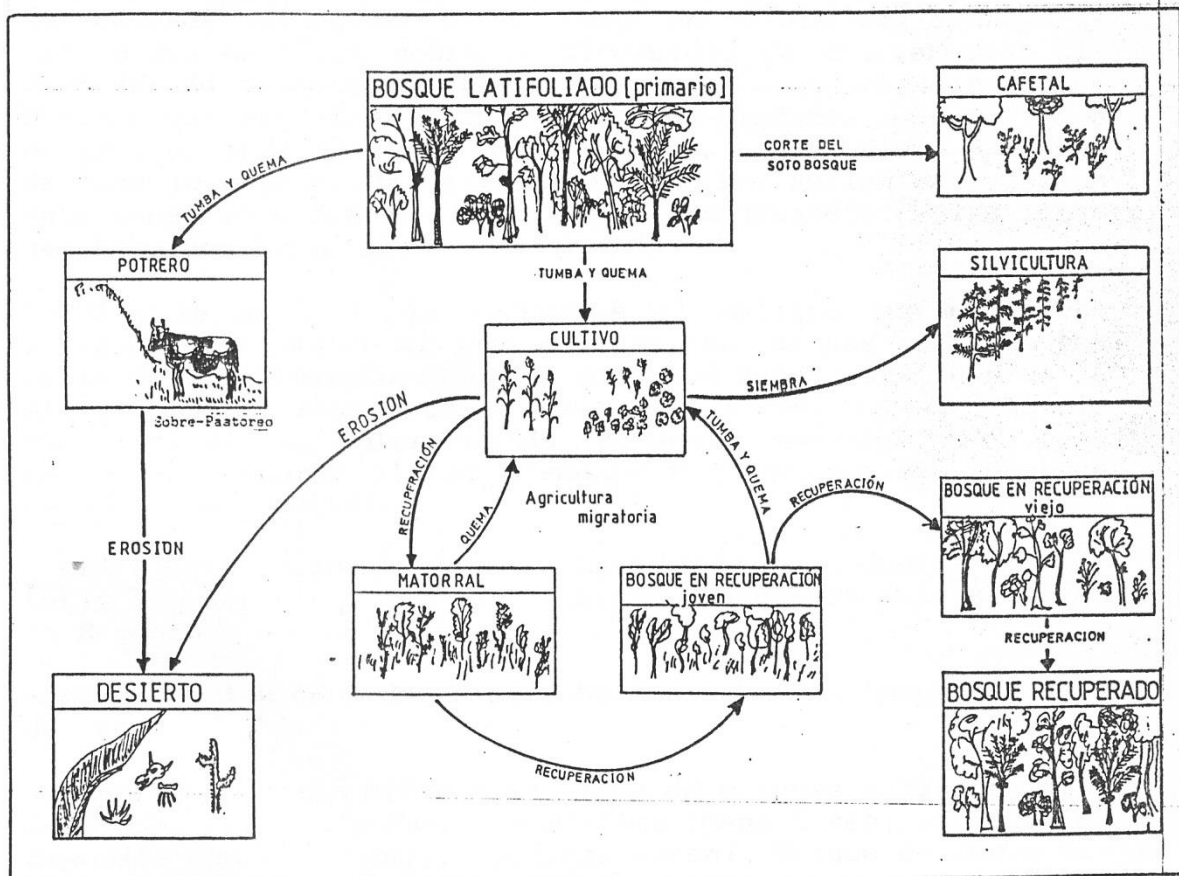 BOSQUE LATIFOLIADO [primario]
CAFETAL
CORTE DEL
SOTOBOSQUE
TUMBA Y QUEMA
POTRERO
TUMBA Y QUEMA
SILVICULTURA
CULTIVO
SIEMBRA
Sobre-Pastoreo
EROSION
RECUPERACIÓN
QUEMA
Agricultura
migratoria
TUMBA Y QUEMA
RECUPERACIÓN
BOSQUE EN RECUPERACIÓN
viejo
EROSION
MATORRAL
BOSQUE EN RECUPERACIÓN
joven
RECUPERACION
DESIERTO
BOSQUE RECUPERADO
RECUPERACION